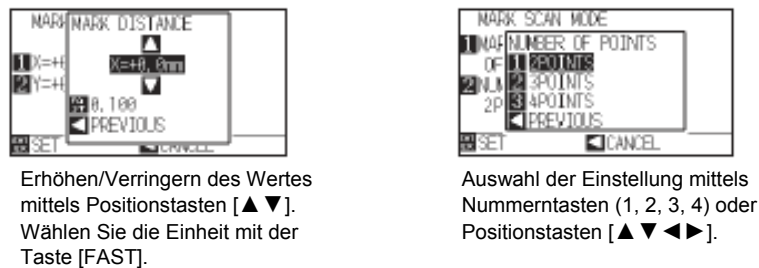 MARK DISTANCE
1 X=+0.0mm
2 Y=+
0,100
PREVIOUS
SET
Erhöhen/Verringern des Wertes
mittels Positionstasten [▲▼].
Wählen Sie die Einheit mit der
Taste [FAST].
MARK SCAN MODE
NUMBER OF POINTS
1 2POINTS
2 3POINTS
3 4POINTS
PREVIOUS
SET CANCEL
Auswahl der Einstellung mittels
Nummerntasten (1, 2, 3, 4) oder
Positionstasten [▲▼◄►].